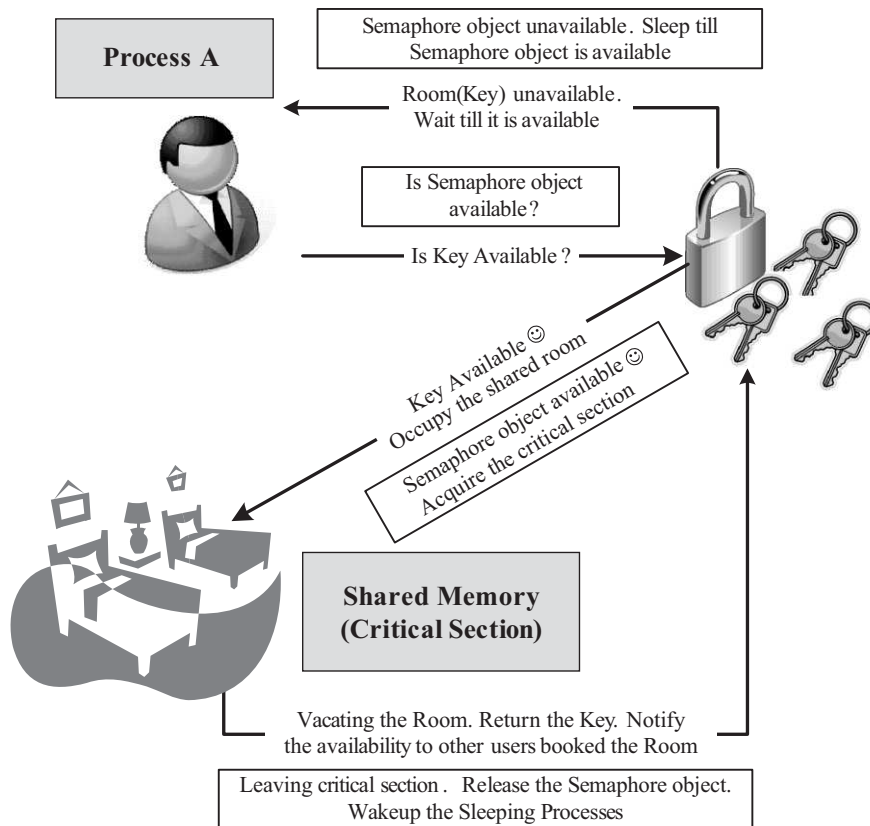 Semaphore object unavailable. Sleep till
Semaphore object is available
Process A
Room(Key) unavailable.
Wait till it is available
Is Semaphore object
available?
Is Key Available ?
Key Available ☺
Occupy the shared room
Semaphore object available ☺
Acquire the critical section
Shared Memory
(Critical Section)
Vacating the Room. Return the Key. Notify
the availability to other users booked the Room
Leaving critical section. Release the Semaphore object.
Wakeup the Sleeping Processes